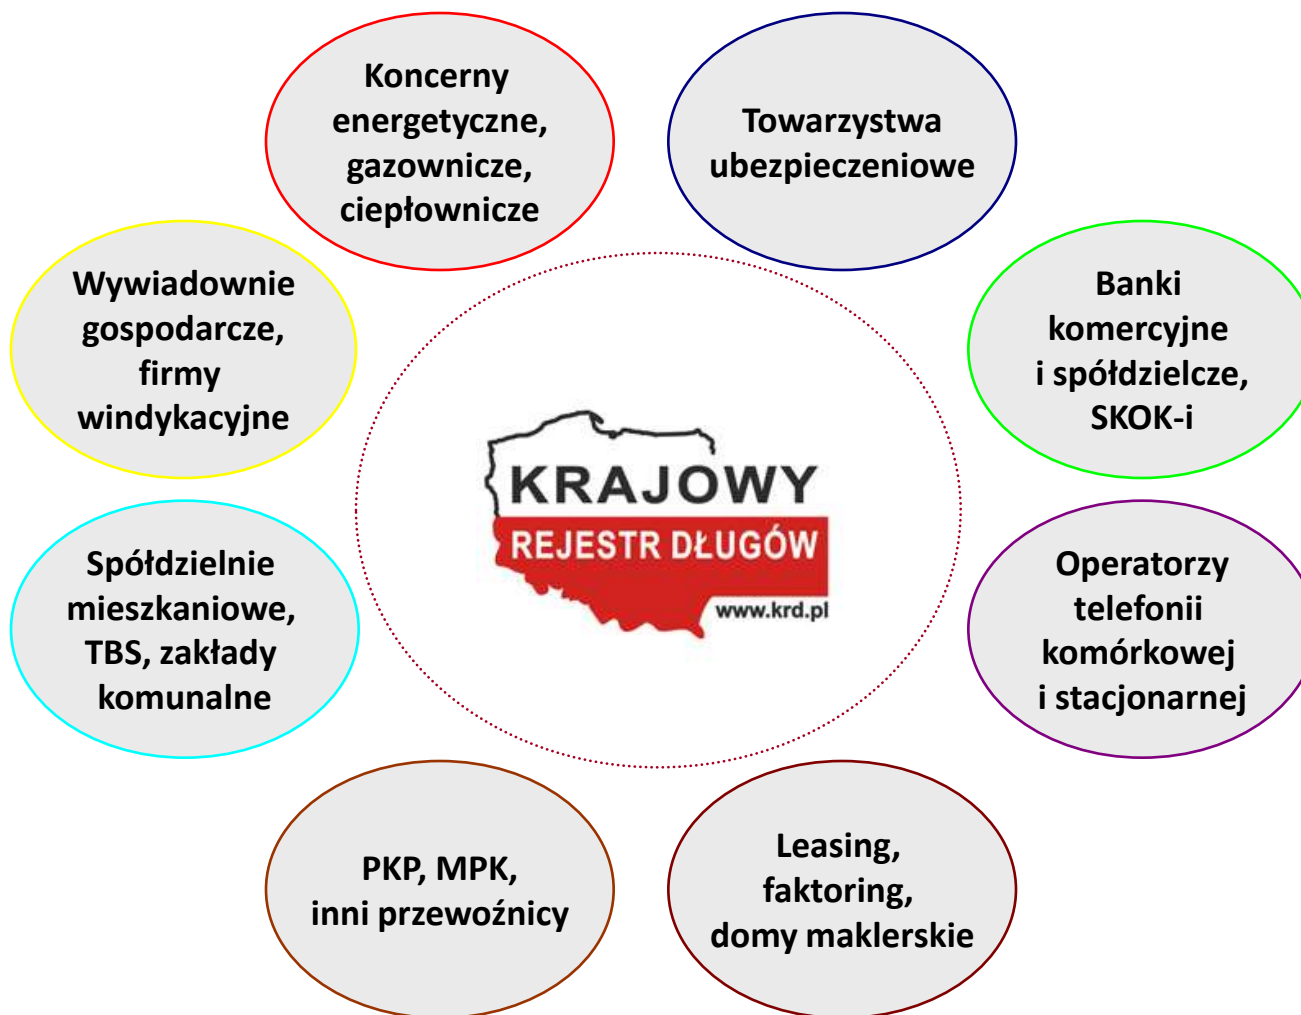 Koncerny
energetyczne,
gazownicze,
ciepłownicze
Towarzystwa
ubezpieczeniowe
Wywiadownie
gospodarcze,
firmy
windykacyjne
Banki
komercyjne
i spółdzielcze,
SKOK-i
KRAJOWY
REJESTR DŁUGÓW
www.krd.pl
Spółdzielnie
mieszkaniowe,
TBS, zakłady
komunalne
Operatorzy
telefonii
komórkowej
i stacjonarnej
PKP, MPK,
inni przewoźnicy
Leasing,
faktoring,
domy maklerskie